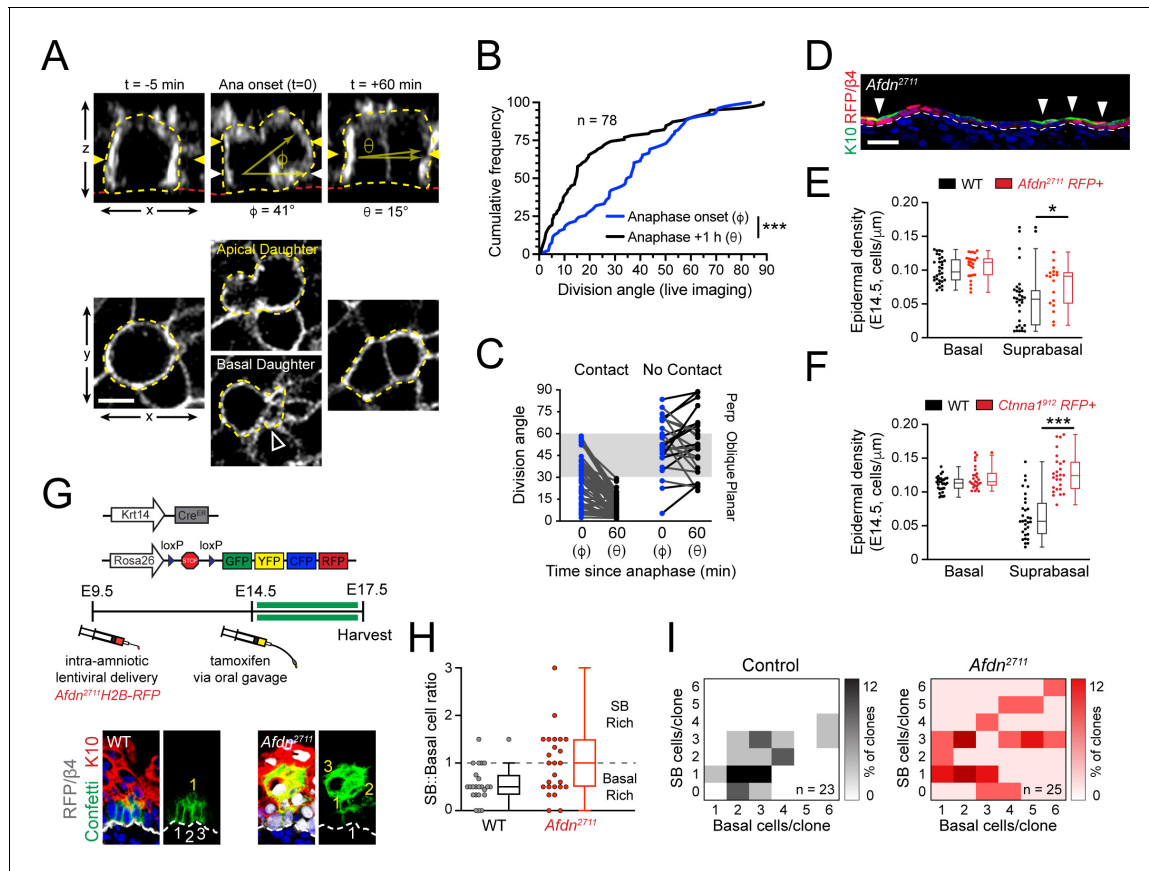 A
t = -5 min
Ana onset (t=0)
t = +60 min
z
ϕ
θ
x
ϕ = 41°
θ = 15°
Apical Daughter
Basal Daughter
y
x
B
100
75
50
25
0
Cumulative frequency
n = 78
Anaphase onset (ϕ)
Anaphase +1 h (θ)
***
0 10 20 30 40 50 60 70 80 90
Division angle (live imaging)
C
Contact
No Contact
90
75
60
45
30
15
0
Division angle
Perp
Oblique
Planar
0 60 0 60
(ϕ) (θ) (ϕ) (θ)
Time since anaphase (min)
D
Afdn2711
K10 RFP/β4
E
WT
Afdn2711 RFP+
*
0.20
0.15
0.10
0.05
0
Epidermal density
(E14.5, cells/μm)
Basal
Suprabasal
F
WT
Ctnna1912 RFP+
***
0.20
0.15
0.10
0.05
0
Epidermal density
(E14.5, cells/μm)
Basal
Suprabasal
G
Krt14
CreER
loxP
loxP
Rosa26
STOP
GFP
YFP
CFP
RFP
E9.5
E14.5
E17.5
Harvest
intra-amniotic
lentiviral delivery
Afdn2711H2B-RFP
tamoxifen
via oral gavage
RFP/β4
Confetti K10
WT
1
1 2 3
Afdn2711
3
1
2
1
H
3
2
1
0
SB::Basal cell ratio
SB
Rich
Basal
Rich
WT
Afdn2711
I
Control
6
5
4
3
2
1
0
SB cells/clone
n = 23
1 2 3 4 5 6
Basal cells/clone
12
0
% of clones
Afdn2711
6
5
4
3
2
1
0
SB cells/clone
n = 25
1 2 3 4 5 6
Basal cells/clone
12
0
% of clones